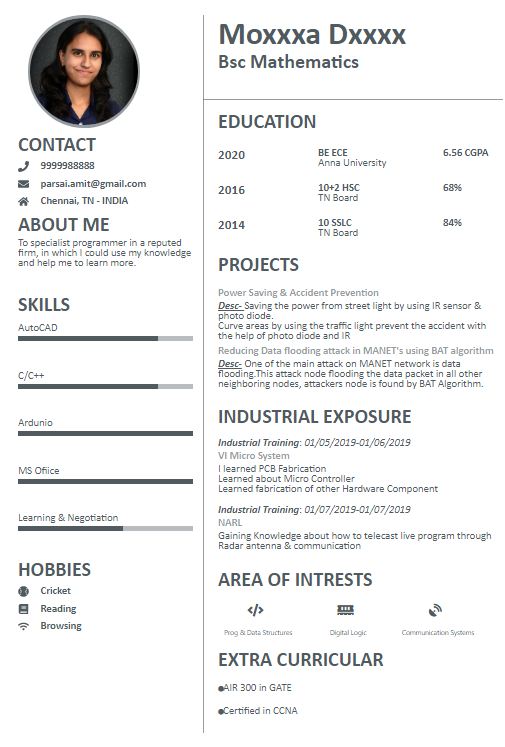 Moxxxa Dxxxx
Bsc Mathematics
CONTACT
9999988888
parsai.amit@gmail.com
Chennai, TN - INDIA
ABOUT ME
To specialist programmer in a reputed
firm, in which I could use my knowledge
and help me to learn more.
SKILLS
AutoCAD
C/C++
Ardunio
MS Ofiice
Learning & Negotiation
HOBBIES
Cricket
Reading
Browsing
EDUCATION
2020 BE ECE 6.56 CGPA
Anna University
2016 10+2 HSC 68%
TN Board
2014 10 SSLC 84%
TN Board
PROJECTS
Power Saving & Accident Prevention
Desc- Saving the power from street light by using IR sensor &
photo diode.
Curve areas by using the traffic light prevent the accident with
the help of photo diode and IR
Reducing Data flooding attack in MANET's using BAT algorithm
Desc- One of the main attack on MANET network is data
flooding.This attack node flooding the data packet in all other
neighboring nodes, attackers node is found by BAT Algorithm.
INDUSTRIAL EXPOSURE
Industrial Training: 01/05/2019-01/06/2019
VI Micro System
I learned PCB Fabrication
Learned about Micro Controller
Learned fabrication of other Hardware Component
Industrial Training: 01/07/2019-01/07/2019
NARL
Gaining Knowledge about how to telecast live program through
Radar antenna & communication
AREA OF INTRESTS
Prog & Data Structures Digital Logic Communication Systems
EXTRA CURRICULAR
●AIR 300 in GATE
●Certified in CCNA